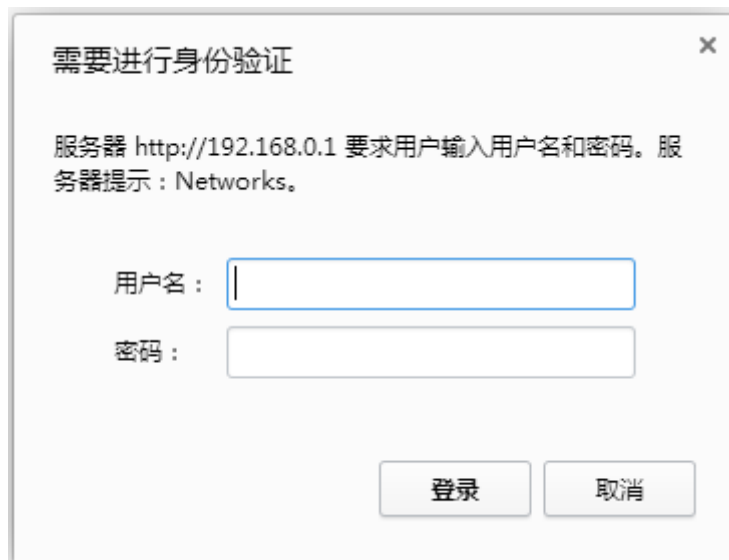 需要进行身份验证
服务器 http://192.168.0.1 要求用户输入用户名和密码。服
务器提示：Networks。
用户名：
密码：
登录
取消